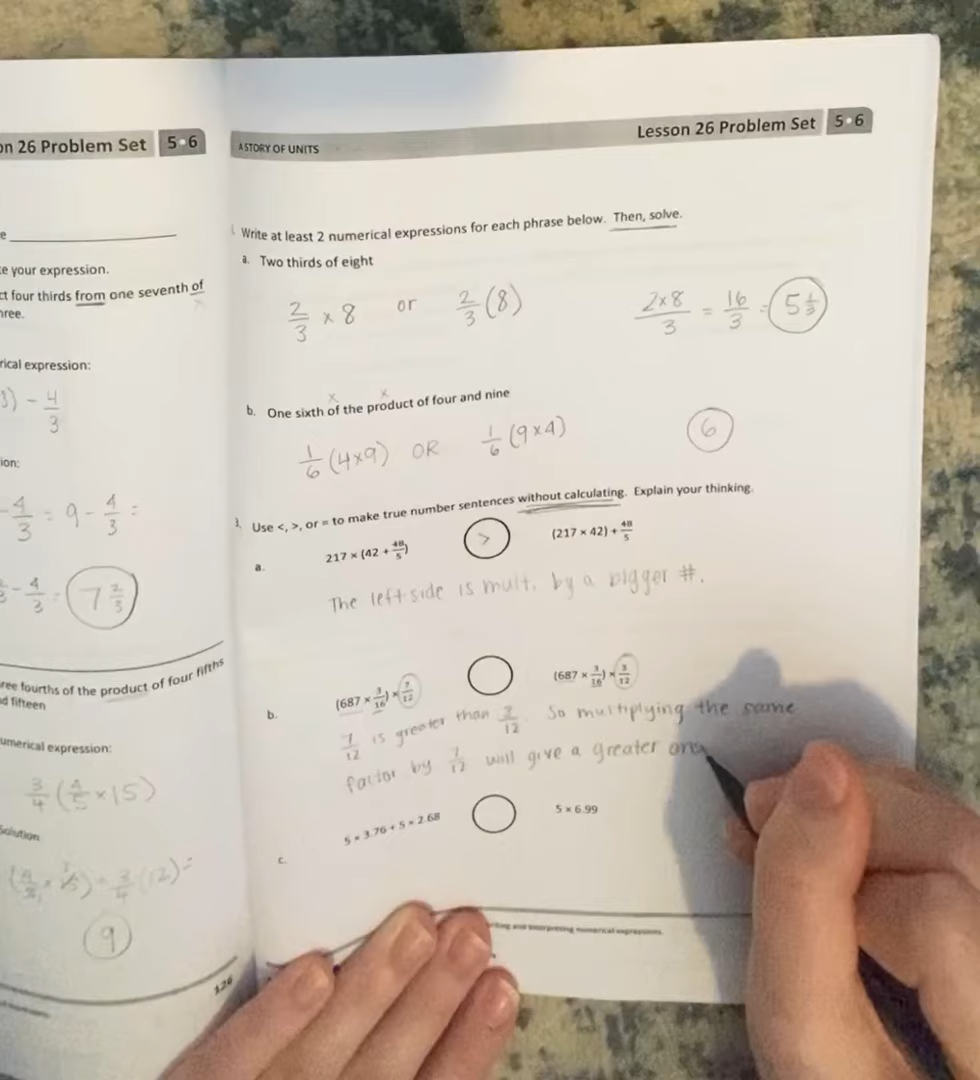 on 26 Problem Set 5•6
e
te your expression.
ct four thirds from one seventh of
hree.
rical expression:
3) - 4/3
ion:
- 4/3 = 9 - 4/3 =
- 4/3 = 7 2/3
ree fourths of the product of four fifths
d fifteen
umerical expression:
3/4 (4/5 × 15)
Solution
= 3/4 (12) =
9
126
A STORY OF UNITS
Lesson 26 Problem Set 5•6
Write at least 2 numerical expressions for each phrase below. Then, solve.
a. Two thirds of eight
2/3 × 8 or 2/3 (8) 2×8/3 = 16/3 = 5 1/3
x x
b. One sixth of the product of four and nine
1/6 (4×9) OR 1/6 (9×4) 6
3. Use <, >, or = to make true number sentences without calculating. Explain your thinking.
a. 217 × (42 + 48/5) > (217 × 42) + 48/5
The left side is mult. by a bigger #.
b. (687 × 3/16) × 7/12 (687 × 3/16) × 3/12
7/12 is greater than 3/12. So multiplying the same
factor by 7/12 will give a greater
c. 5 × 3.76 + 5 × 2.68 5 × 6.99
writing and interpreting numerical expressions.